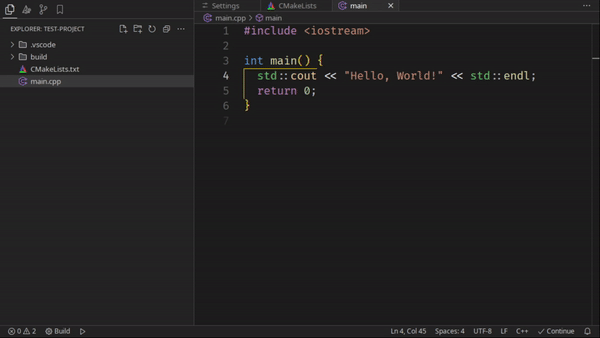 Settings
CMakeLists
main
EXPLORER: TEST-PROJECT
main.cpp > main
.vscode
build
CMakeLists.txt
main.cpp
1 #include <iostream>
2
3 int main() {
4 std::cout << "Hello, World!" << std::endl;
5 return 0;
6 }
7
0 2 Build
Ln 4, Col 45 Spaces: 4 UTF-8 LF C++ Continue